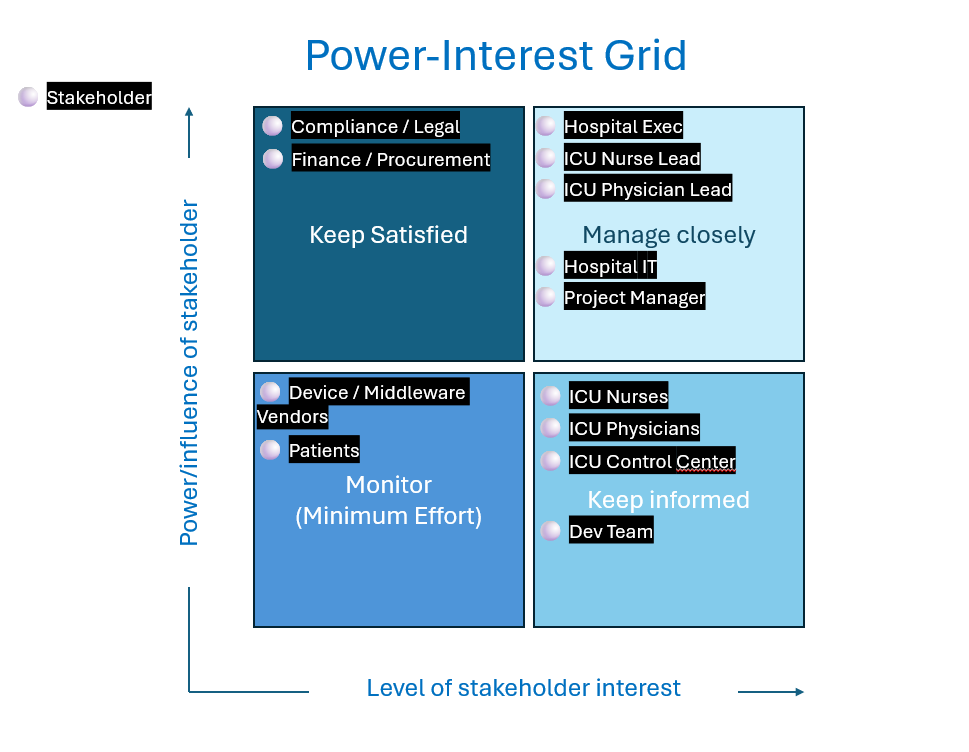 Power-Interest Grid
Stakeholder
Power/influence of stakeholder
Compliance / Legal
Finance / Procurement
Keep Satisfied
Hospital Exec
ICU Nurse Lead
ICU Physician Lead
Manage closely
Hospital IT
Project Manager
Device / Middleware
Vendors
Patients
Monitor
(Minimum Effort)
ICU Nurses
ICU Physicians
ICU Control Center
Keep informed
Dev Team
Level of stakeholder interest